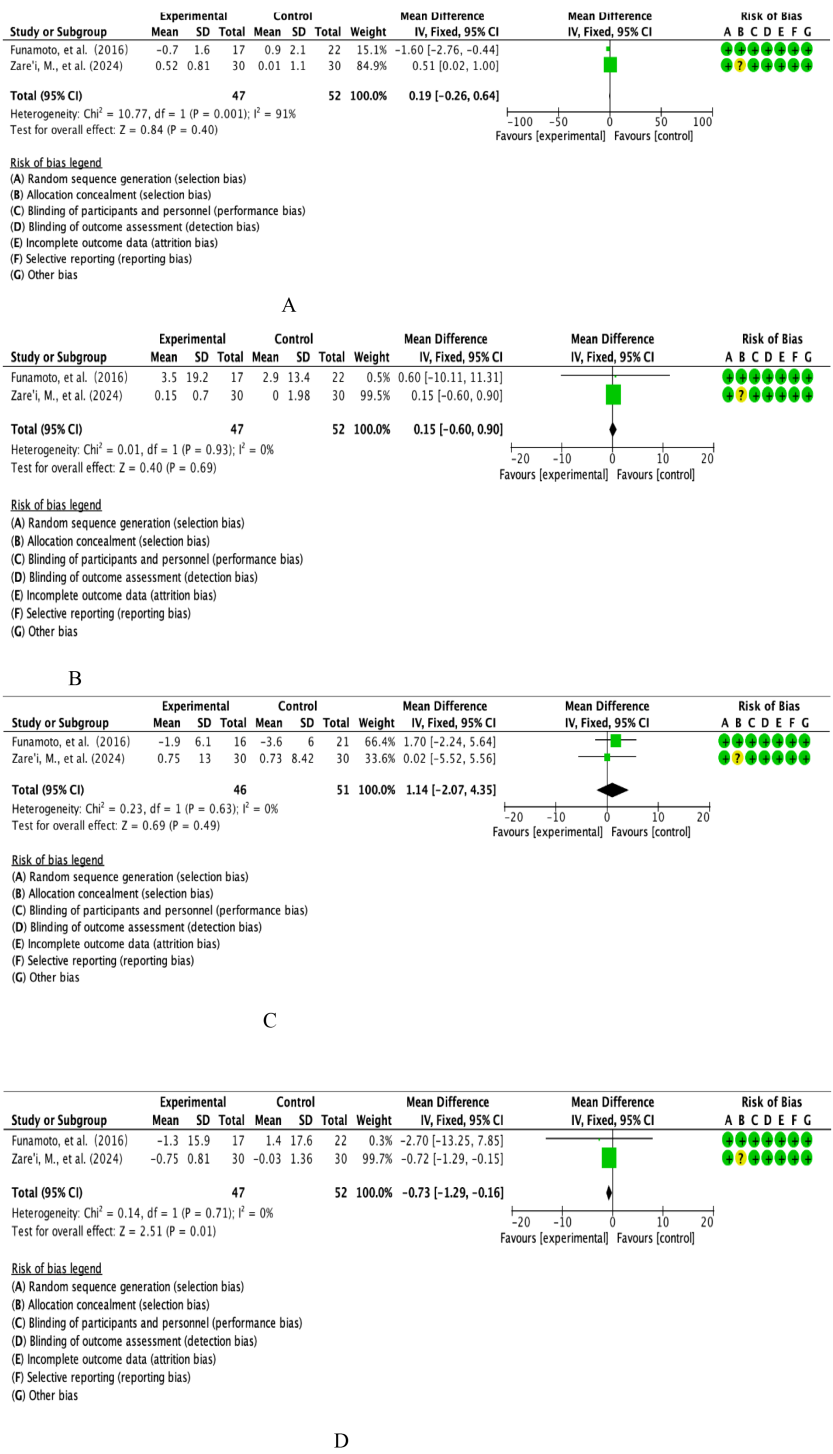 Experimental Control Mean Difference Mean Difference Risk of Bias
Study or Subgroup Mean SD Total Mean SD Total Weight IV, Fixed, 95% CI IV, Fixed, 95% CI A B C D E F G
Funamoto, et al. (2016) −0.7 1.6 17 0.9 2.1 22 15.1% −1.60 [−2.76, −0.44] + + + + + + +
Zare'i, M., et al. (2024) 0.52 0.81 30 0.01 1.1 30 84.9% 0.51 [0.02, 1.00] + ? + + + + +
Total (95% CI) 47 52 100.0% 0.19 [−0.26, 0.64]
Heterogeneity: Chi² = 10.77, df = 1 (P = 0.001); I² = 91%
Test for overall effect: Z = 0.84 (P = 0.40)
−100 −50 0 50 100
Favours [experimental] Favours [control]
Risk of bias legend
(A) Random sequence generation (selection bias)
(B) Allocation concealment (selection bias)
(C) Blinding of participants and personnel (performance bias)
(D) Blinding of outcome assessment (detection bias)
(E) Incomplete outcome data (attrition bias)
(F) Selective reporting (reporting bias)
(G) Other bias
A
Experimental Control Mean Difference Mean Difference Risk of Bias
Study or Subgroup Mean SD Total Mean SD Total Weight IV, Fixed, 95% CI IV, Fixed, 95% CI A B C D E F G
Funamoto, et al. (2016) 3.5 19.2 17 2.9 13.4 22 0.5% 0.60 [−10.11, 11.31] + + + + + + +
Zare'i, M., et al. (2024) 0.15 0.7 30 0 1.98 30 99.5% 0.15 [−0.60, 0.90] + ? + + + + +
Total (95% CI) 47 52 100.0% 0.15 [−0.60, 0.90]
Heterogeneity: Chi² = 0.01, df = 1 (P = 0.93); I² = 0%
Test for overall effect: Z = 0.40 (P = 0.69)
−20 −10 0 10 20
Favours [experimental] Favours [control]
Risk of bias legend
(A) Random sequence generation (selection bias)
(B) Allocation concealment (selection bias)
(C) Blinding of participants and personnel (performance bias)
(D) Blinding of outcome assessment (detection bias)
(E) Incomplete outcome data (attrition bias)
(F) Selective reporting (reporting bias)
(G) Other bias
B
Experimental Control Mean Difference Mean Difference Risk of Bias
Study or Subgroup Mean SD Total Mean SD Total Weight IV, Fixed, 95% CI IV, Fixed, 95% CI A B C D E F G
Funamoto, et al. (2016) −1.9 6.1 16 −3.6 6 21 66.4% 1.70 [−2.24, 5.64] + + + + + + +
Zare'i, M., et al. (2024) 0.75 13 30 0.73 8.42 30 33.6% 0.02 [−5.52, 5.56] + ? + + + + +
Total (95% CI) 46 51 100.0% 1.14 [−2.07, 4.35]
Heterogeneity: Chi² = 0.23, df = 1 (P = 0.63); I² = 0%
Test for overall effect: Z = 0.69 (P = 0.49)
−20 −10 0 10 20
Favours [experimental] Favours [control]
Risk of bias legend
(A) Random sequence generation (selection bias)
(B) Allocation concealment (selection bias)
(C) Blinding of participants and personnel (performance bias)
(D) Blinding of outcome assessment (detection bias)
(E) Incomplete outcome data (attrition bias)
(F) Selective reporting (reporting bias)
(G) Other bias
C
Experimental Control Mean Difference Mean Difference Risk of Bias
Study or Subgroup Mean SD Total Mean SD Total Weight IV, Fixed, 95% CI IV, Fixed, 95% CI A B C D E F G
Funamoto, et al. (2016) −1.3 15.9 17 1.4 17.6 22 0.3% −2.70 [−13.25, 7.85] + + + + + + +
Zare'i, M., et al. (2024) −0.75 0.81 30 −0.03 1.36 30 99.7% −0.72 [−1.29, −0.15] + ? + + + + +
Total (95% CI) 47 52 100.0% −0.73 [−1.29, −0.16]
Heterogeneity: Chi² = 0.14, df = 1 (P = 0.71); I² = 0%
Test for overall effect: Z = 2.51 (P = 0.01)
−20 −10 0 10 20
Favours [experimental] Favours [control]
Risk of bias legend
(A) Random sequence generation (selection bias)
(B) Allocation concealment (selection bias)
(C) Blinding of participants and personnel (performance bias)
(D) Blinding of outcome assessment (detection bias)
(E) Incomplete outcome data (attrition bias)
(F) Selective reporting (reporting bias)
(G) Other bias
D